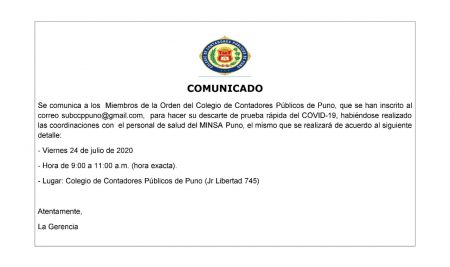 COMUNICADO
Se comunica a los Miembros de la Orden del Colegio de Contadores Públicos de Puno, que se han inscrito al
correo subccppuno@gmail.com, para hacer su descarte de prueba rápida del COVID-19, habiéndose realizado
las coordinaciones con el personal de salud del MINSA Puno, el mismo que se realizará de acuerdo al siguiente
detalle:
- Viernes 24 de julio de 2020
- Hora de 9:00 a 11:00 a.m. (hora exacta).
- Lugar: Colegio de Contadores Públicos de Puno (Jr Libertad 745)
Atentamente,
La Gerencia